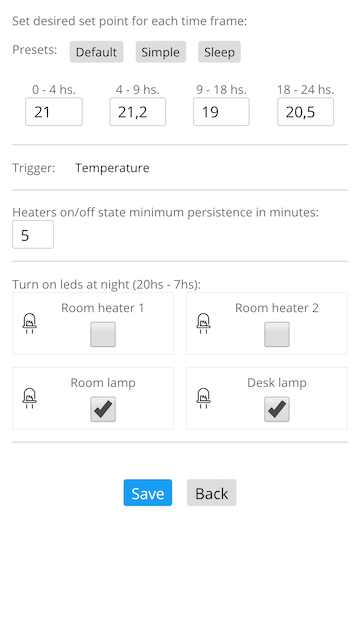 Set desired set point for each time frame:
Presets: Default Simple Sleep
0 - 4 hs. 4 - 9 hs. 9 - 18 hs. 18 - 24 hs.
21 21,2 19 20,5
Trigger: Temperature
Heaters on/off state minimum persistence in minutes:
5
Turn on leds at night (20hs - 7hs):
Room heater 1 Room heater 2
Room lamp Desk lamp
Save Back